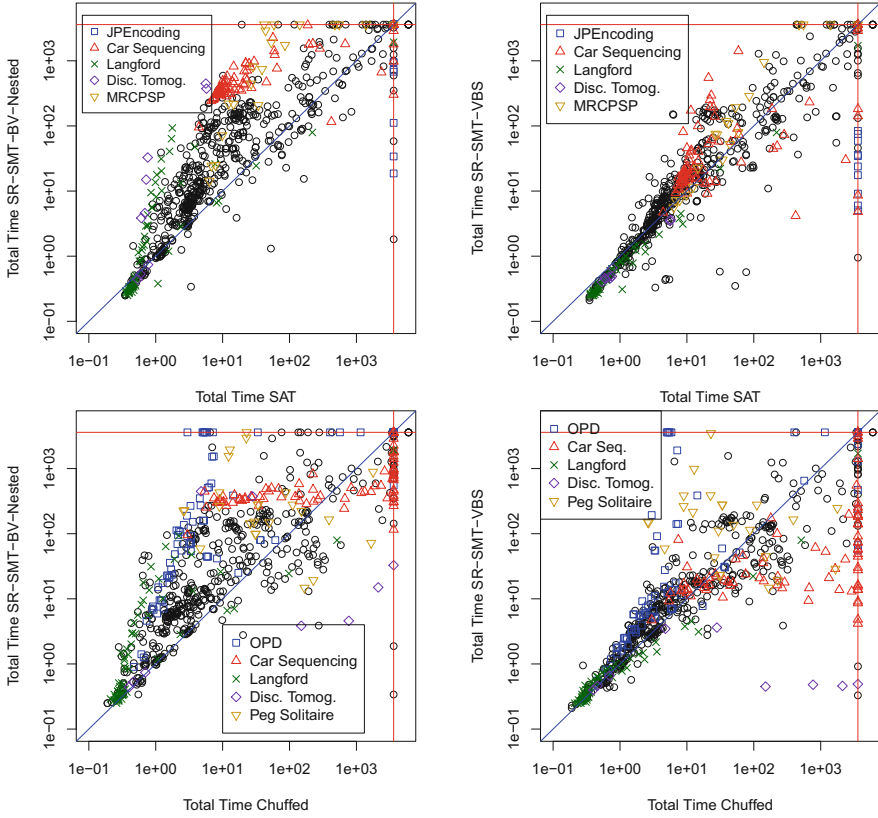 Total Time SR−SMT−BV−Nested
1e+03
1e+02
1e+01
1e+00
1e−01
JPEncoding
Car Sequencing
Langford
Disc. Tomog.
MRCPSP
1e−01 1e+00 1e+01 1e+02 1e+03
Total Time SAT
Total Time SR−SMT−VBS
1e+03
1e+02
1e+01
1e+00
1e−01
JPEncoding
Car Sequencing
Langford
Disc. Tomog.
MRCPSP
1e−01 1e+00 1e+01 1e+02 1e+03
Total Time SAT
Total Time SR−SMT−BV−Nested
1e+03
1e+02
1e+01
1e+00
1e−01
OPD
Car Sequencing
Langford
Disc. Tomog.
Peg Solitaire
1e−01 1e+00 1e+01 1e+02 1e+03
Total Time Chuffed
Total Time SR−SMT−VBS
1e+03
1e+02
1e+01
1e+00
1e−01
OPD
Car Seq.
Langford
Disc. Tomog.
Peg Solitaire
1e−01 1e+00 1e+01 1e+02 1e+03
Total Time Chuffed